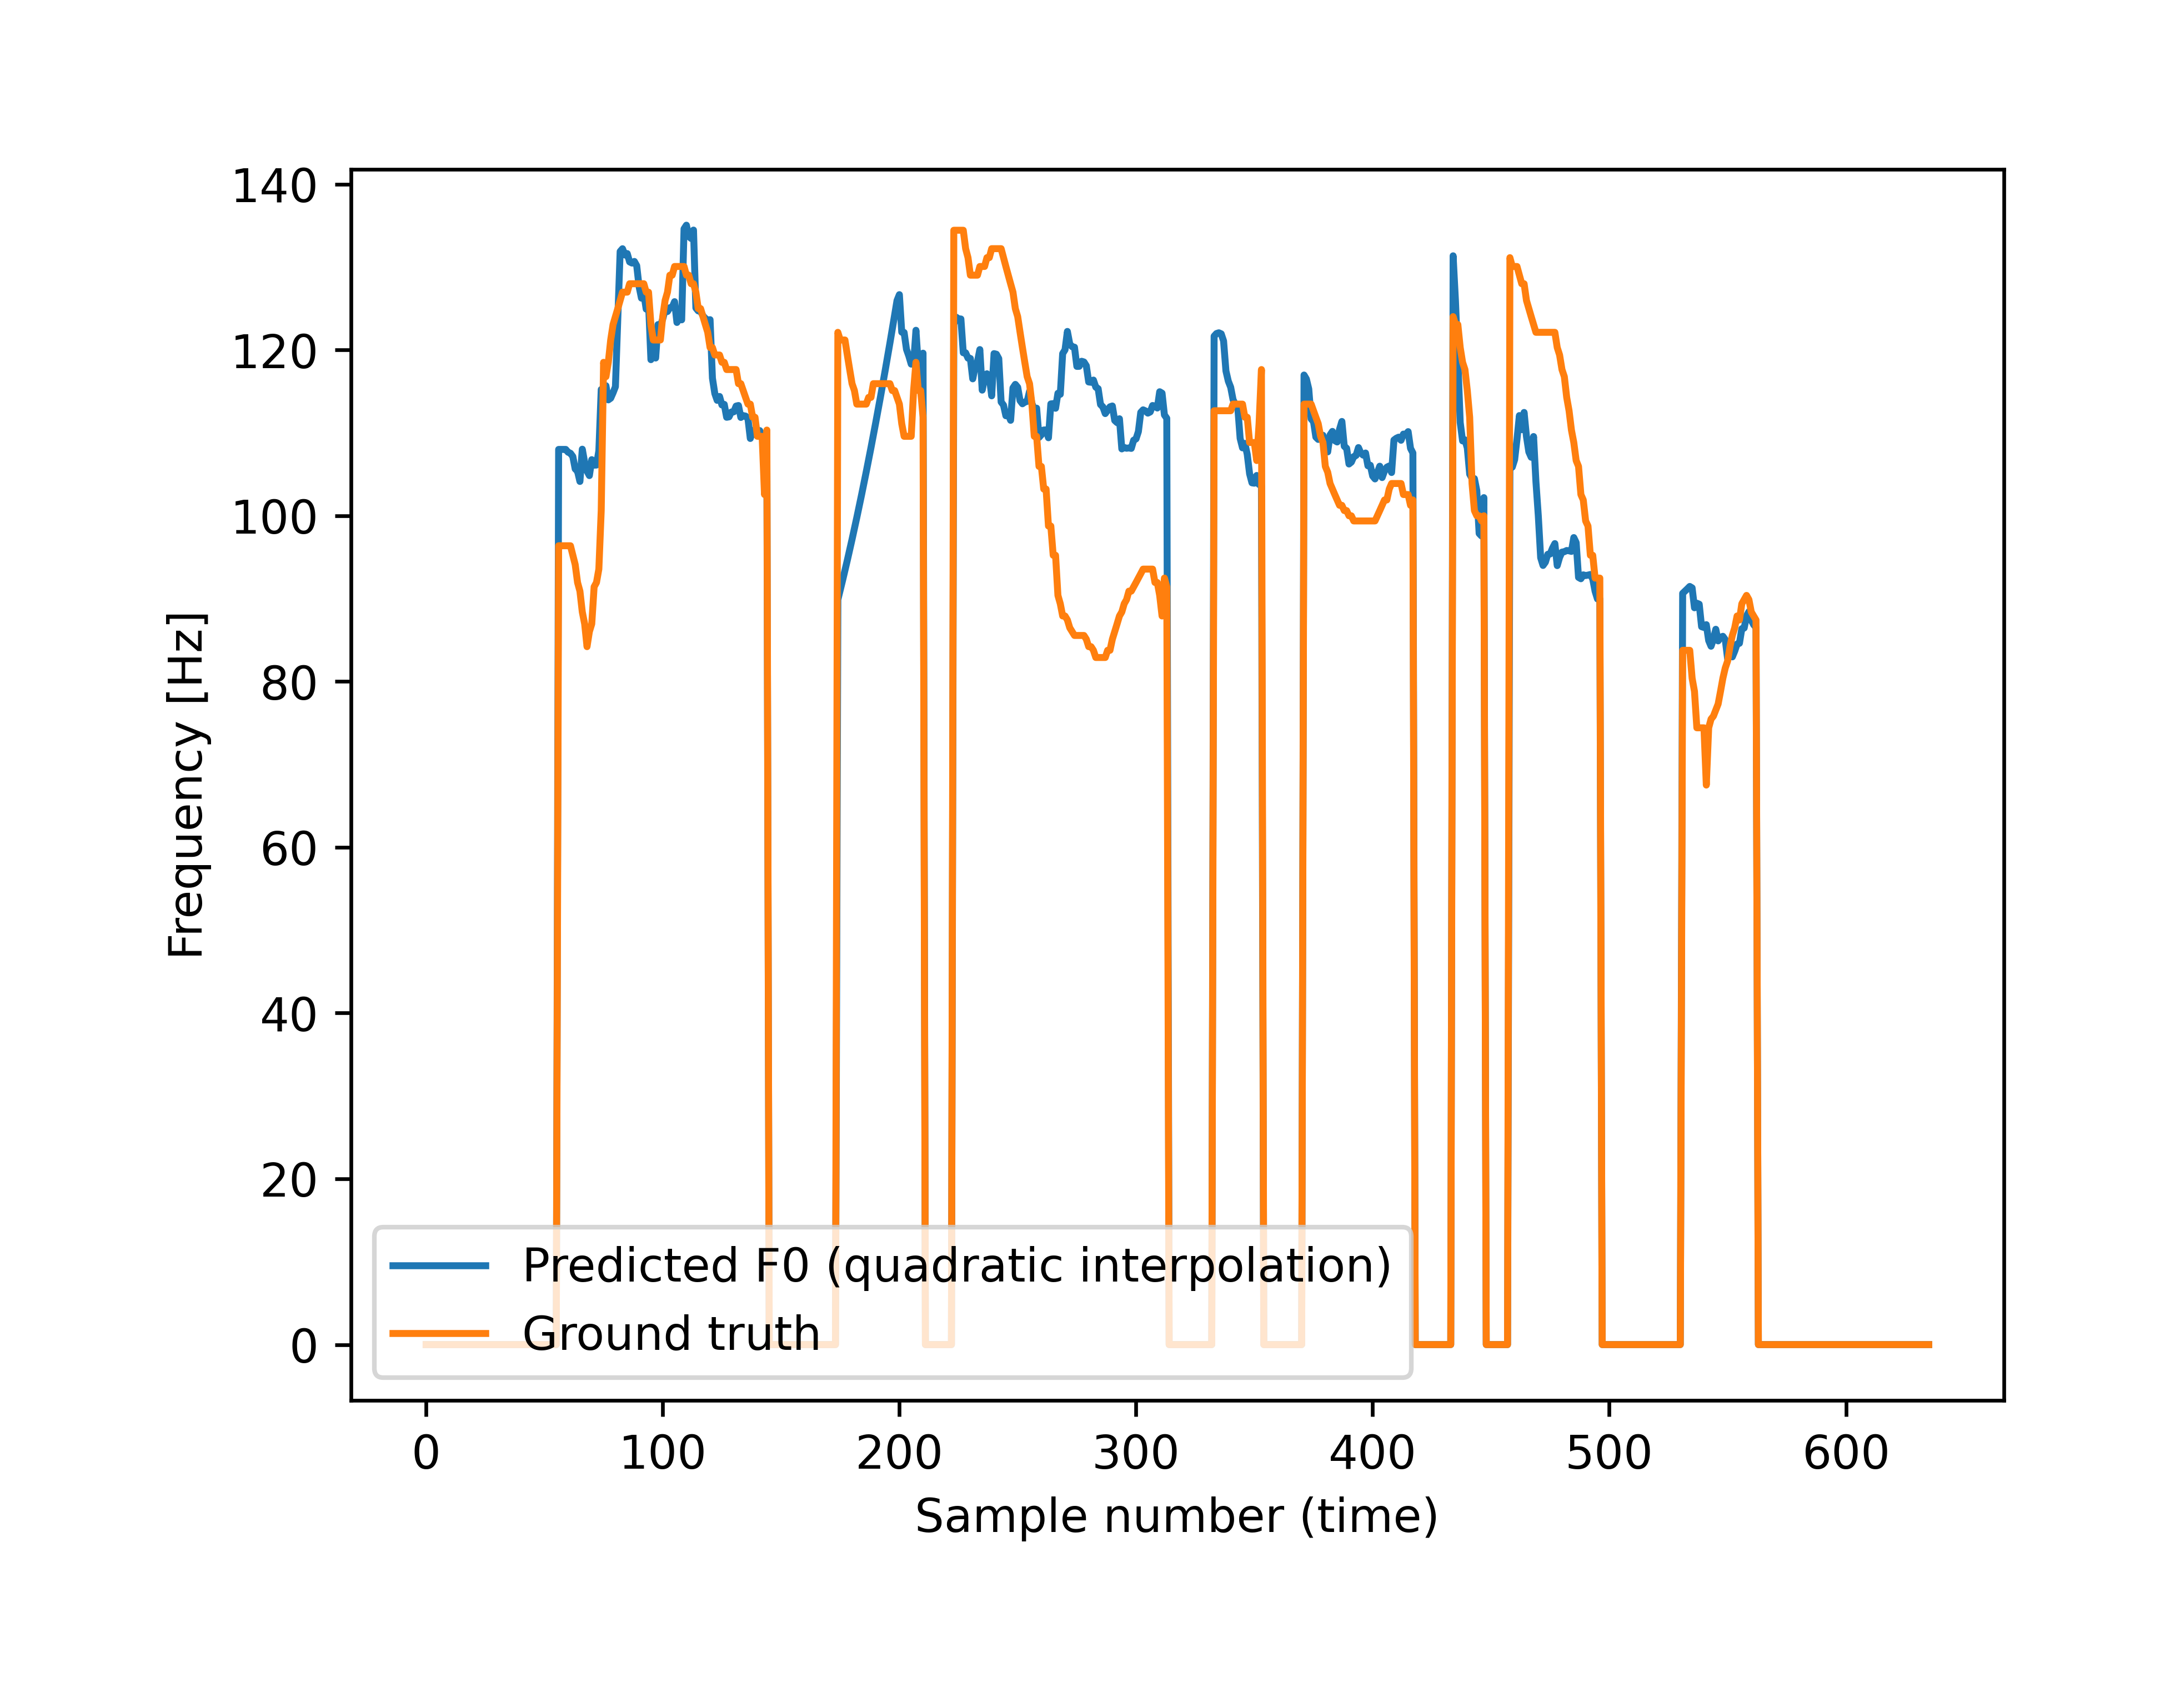 140
120
100
80
60
40
20
0
Frequency [Hz]
Predicted F0 (quadratic interpolation)
Ground truth
0 100 200 300 400 500 600
Sample number (time)